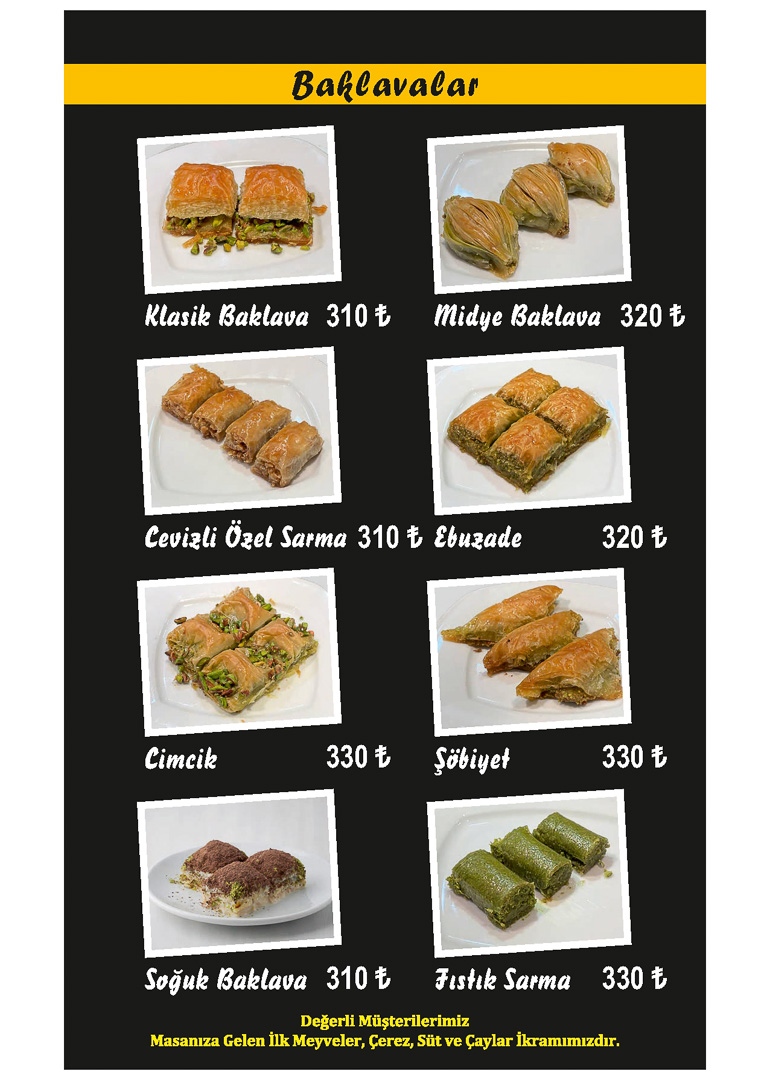 Baklavalar
Klasik Baklava 310 ₺
Midye Baklava 320 ₺
Cevizli Özel Sarma 310 ₺
Ebuzade 320 ₺
Cimcik 330 ₺
Şöbiyet 330 ₺
Soğuk Baklava 310 ₺
Fıstık Sarma 330 ₺
Değerli Müşterilerimiz
Masanıza Gelen İlk Meyveler, Çerez, Süt ve Çaylar İkramımızdır.